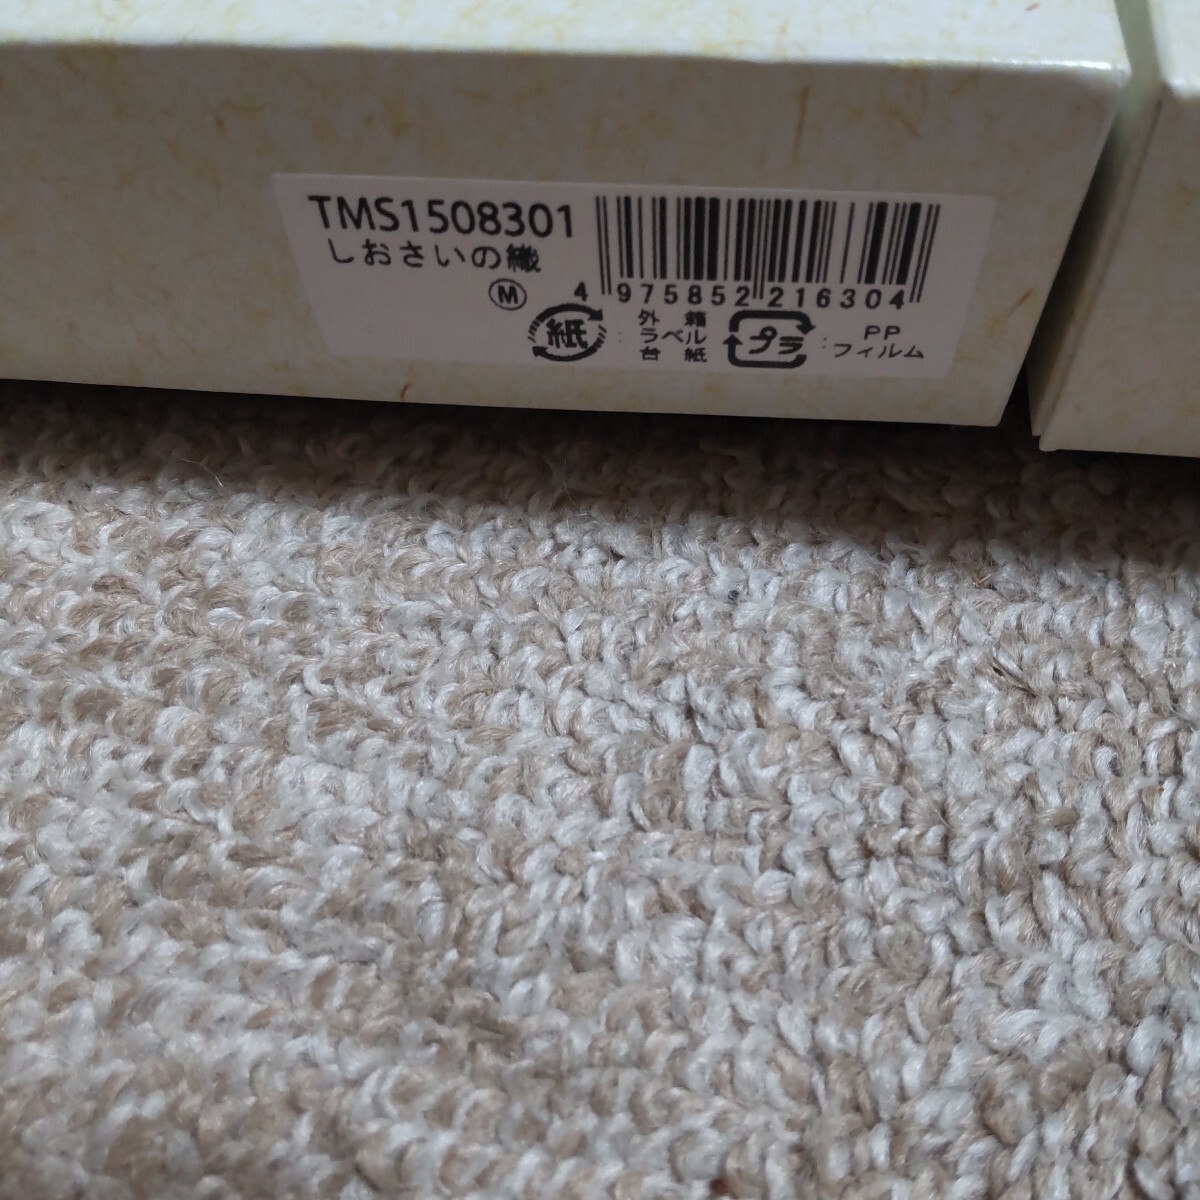 TMS1508301
しおさいの織
M
4 975852 216304
紙 : 外箱
ラベル
台紙
プラ : PP
フィルム